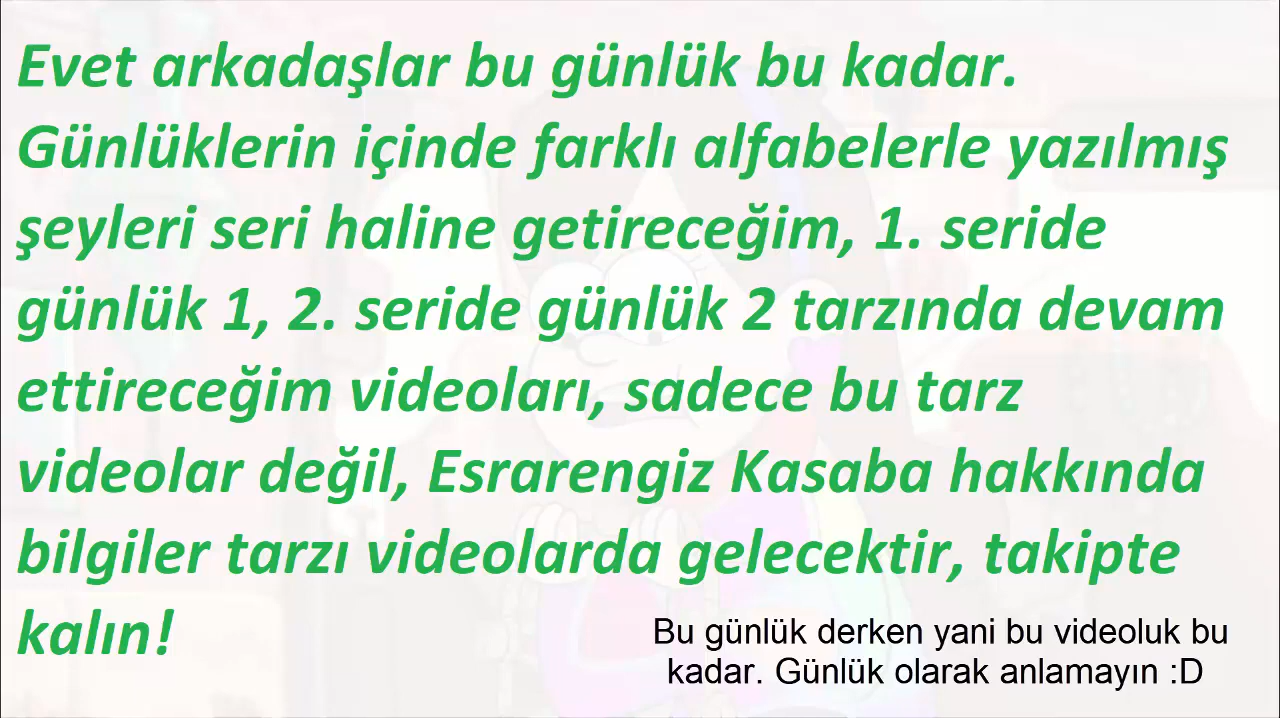 Evet arkadaşlar bu günlük bu kadar.
Günlüklerin içinde farklı alfabelerle yazılmış
şeyleri seri haline getireceğim, 1. seride
günlük 1, 2. seride günlük 2 tarzında devam
ettireceğim videoları, sadece bu tarz
videolar değil, Esrarengiz Kasaba hakkında
bilgiler tarzı videolarda gelecektir, takipte
kalın!
Bu günlük derken yani bu videoluk bu
kadar. Günlük olarak anlamayın :D